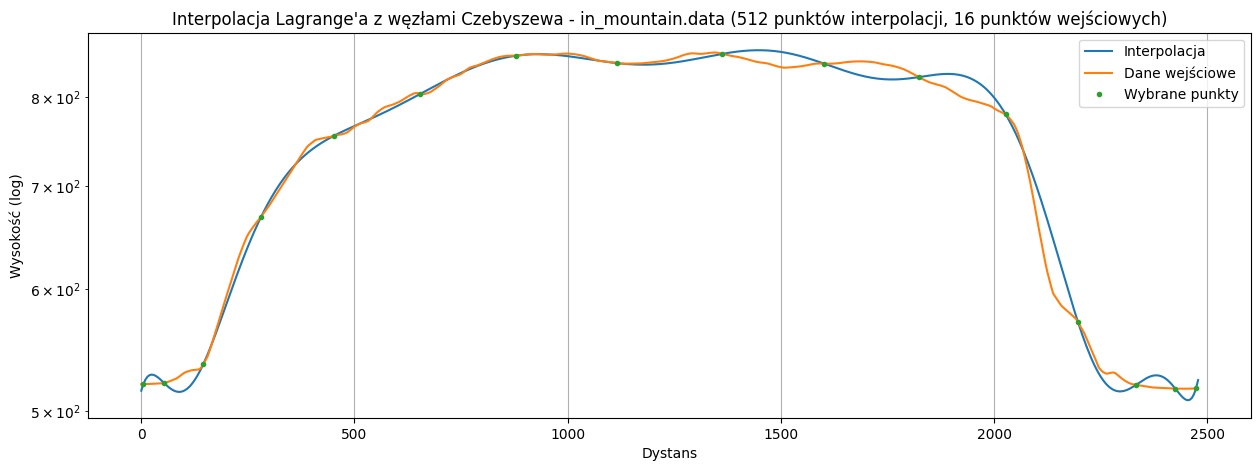 Interpolacja Lagrange'a z węzłami Czebyszewa - in_mountain.data (512 punktów interpolacji, 16 punktów wejściowych)
Interpolacja
Dane wejściowe
Wybrane punkty
Wysokość (log)
8 × 10²
7 × 10²
6 × 10²
5 × 10²
0 500 1000 1500 2000 2500
Dystans